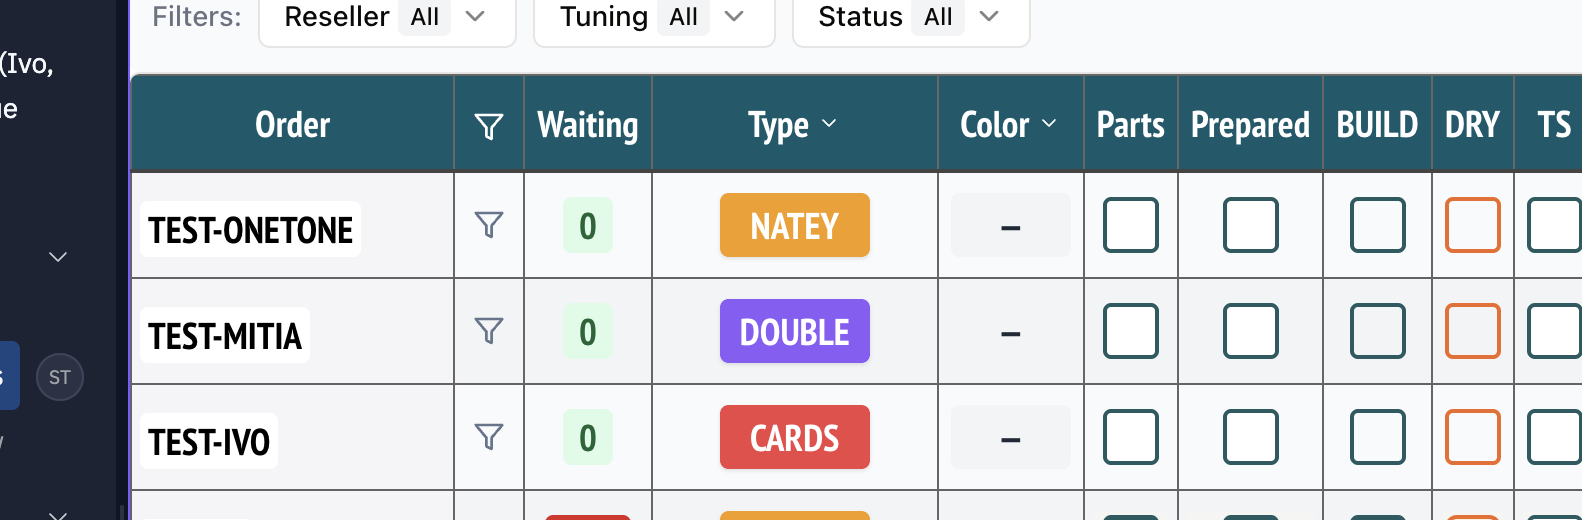 Filters: Reseller All Tuning All Status All
(Ivo,
Order Waiting Type Color Parts Prepared BUILD DRY TS
TEST-ONETONE 0 NATEY –
TEST-MITIA 0 DOUBLE –
ST
TEST-IVO 0 CARDS –